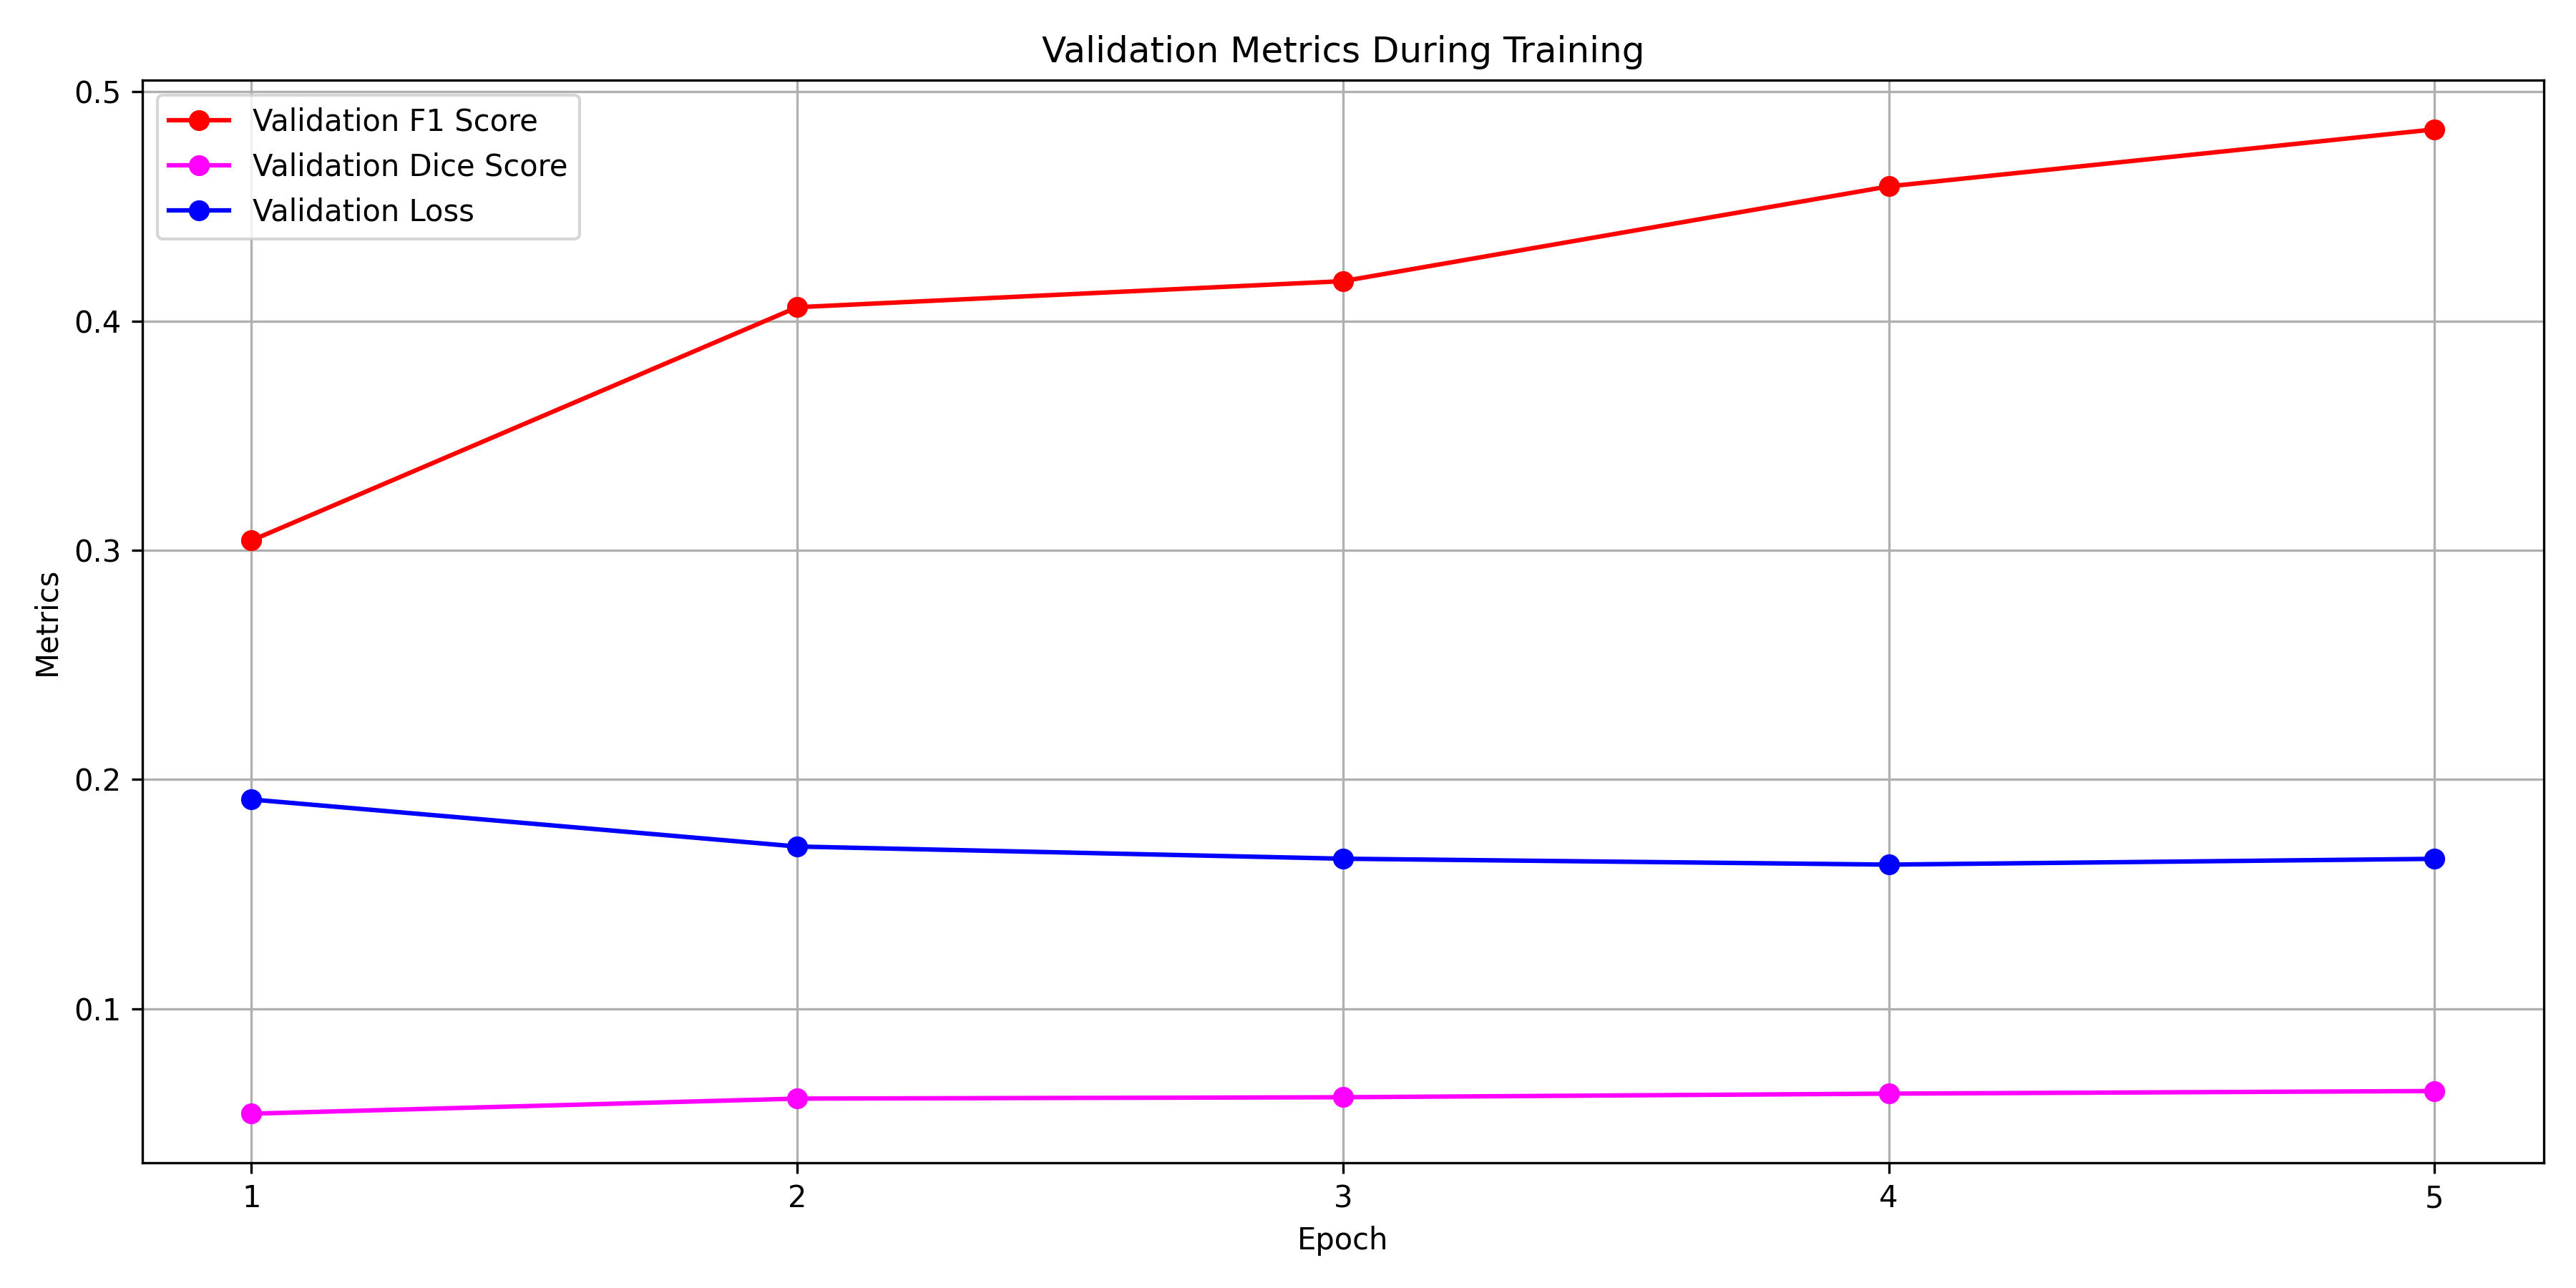 Validation Metrics During Training
0.5
Validation F1 Score
Validation Dice Score
Validation Loss
0.4
0.3
Metrics
0.2
0.1
1 2 3 4 5
Epoch